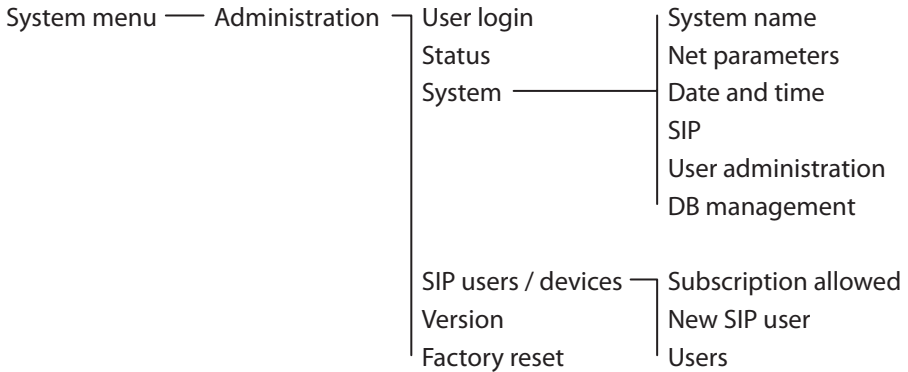 System menu Administration User login System name
Status Net parameters
System Date and time
SIP
User administration
DB management
SIP users / devices Subscription allowed
Version New SIP user
Factory reset Users